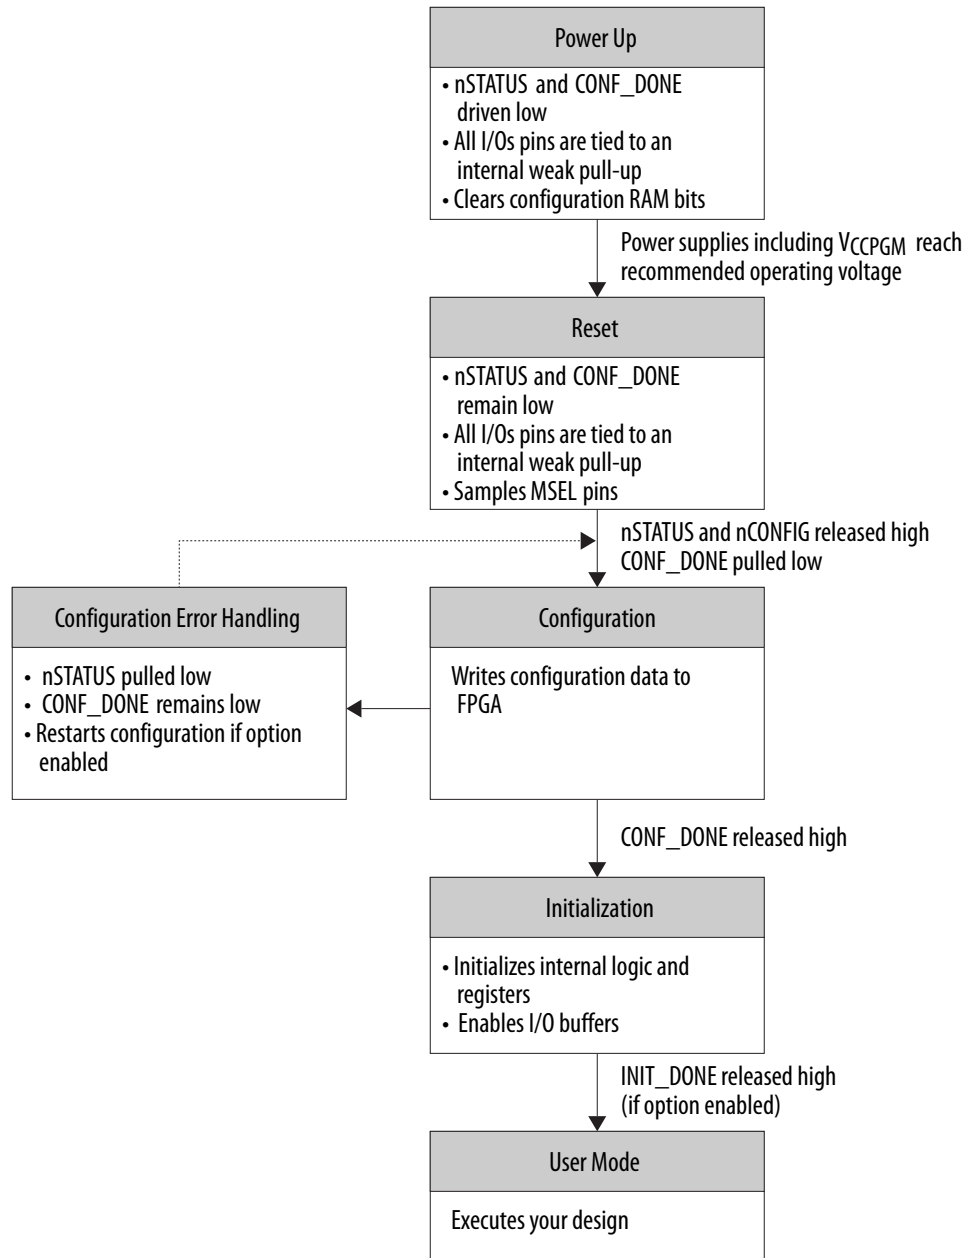 Power Up
• nSTATUS and CONF_DONE
driven low
• All I/Os pins are tied to an
internal weak pull-up
• Clears configuration RAM bits
Power supplies including VCCPGM reach
recommended operating voltage
Reset
• nSTATUS and CONF_DONE
remain low
• All I/Os pins are tied to an
internal weak pull-up
• Samples MSEL pins
nSTATUS and nCONFIG released high
CONF_DONE pulled low
Configuration Error Handling
• nSTATUS pulled low
• CONF_DONE remains low
• Restarts configuration if option
enabled
Configuration
Writes configuration data to
FPGA
CONF_DONE released high
Initialization
• Initializes internal logic and
registers
• Enables I/O buffers
INIT_DONE released high
(if option enabled)
User Mode
Executes your design